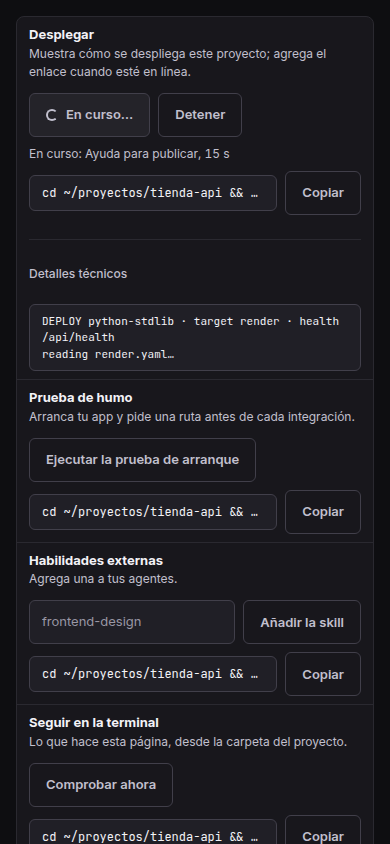 Desplegar
Muestra cómo se despliega este proyecto; agrega el
enlace cuando esté en línea.
En curso…
Detener
En curso: Ayuda para publicar, 15 s
cd ~/proyectos/tienda-api && …
Copiar
Detalles técnicos
DEPLOY python-stdlib · target render · health
/api/health
reading render.yaml…
Prueba de humo
Arranca tu app y pide una ruta antes de cada integración.
Ejecutar la prueba de arranque
cd ~/proyectos/tienda-api && …
Copiar
Habilidades externas
Agrega una a tus agentes.
frontend-design
Añadir la skill
cd ~/proyectos/tienda-api && …
Copiar
Seguir en la terminal
Lo que hace esta página, desde la carpeta del proyecto.
Comprobar ahora
cd ~/proyectos/tienda-api && …
Copiar